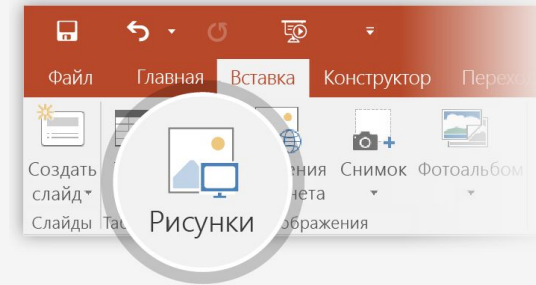 Файл Главная Вставка Конструктор
Создать Снимок Фотоальбом
слайд
Рисунки
Слайды